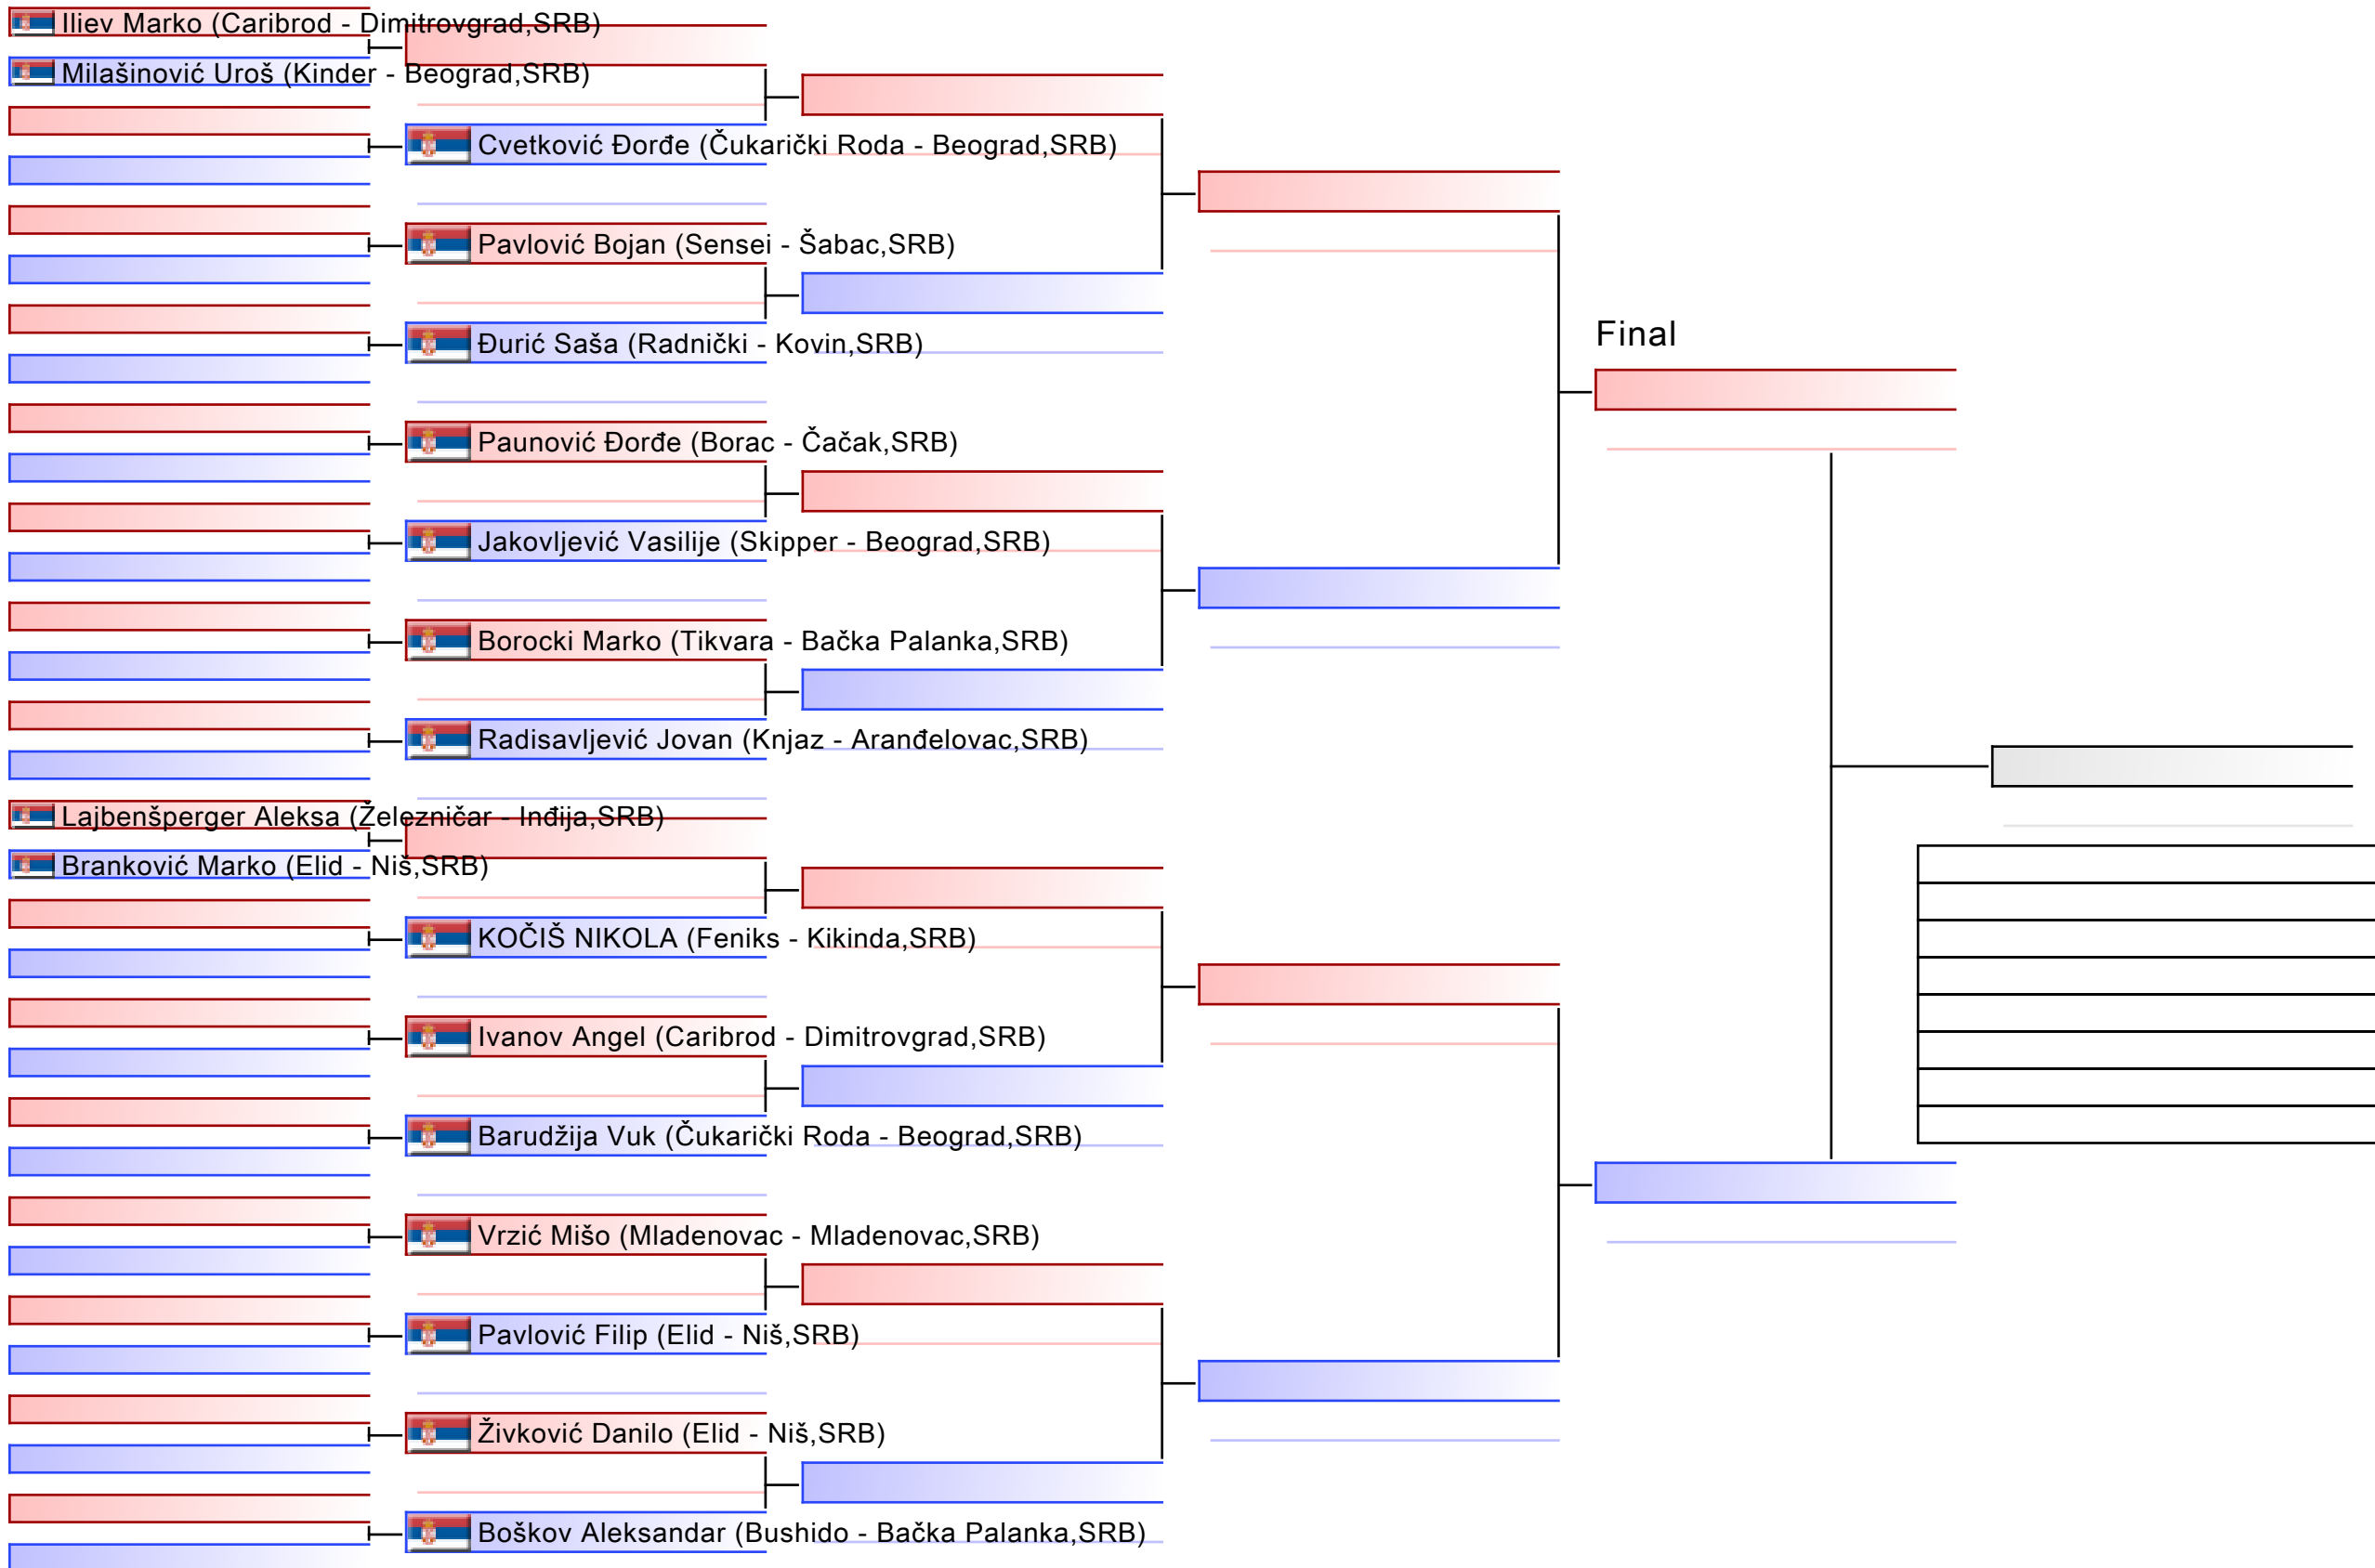 Iliev Marko (Caribrod - Dimitrovgrad,SRB)
Milašinović Uroš (Kinder - Beograd,SRB)
Cvetković Đorđe (Čukarički Roda - Beograd,SRB)
Pavlović Bojan (Sensei - Šabac,SRB)
Đurić Saša (Radnički - Kovin,SRB)
Final
Paunović Đorđe (Borac - Čačak,SRB)
Jakovljević Vasilije (Skipper - Beograd,SRB)
Borocki Marko (Tikvara - Bačka Palanka,SRB)
Radisavljević Jovan (Knjaz - Aranđelovac,SRB)
Lajbenšperger Aleksa (Železničar - Inđija,SRB)
Branković Marko (Elid - Niš,SRB)
KOČIŠ NIKOLA (Feniks - Kikinda,SRB)
Ivanov Angel (Caribrod - Dimitrovgrad,SRB)
Barudžija Vuk (Čukarički Roda - Beograd,SRB)
Vrzić Mišo (Mladenovac - Mladenovac,SRB)
Pavlović Filip (Elid - Niš,SRB)
Živković Danilo (Elid - Niš,SRB)
Boškov Aleksandar (Bushido - Bačka Palanka,SRB)